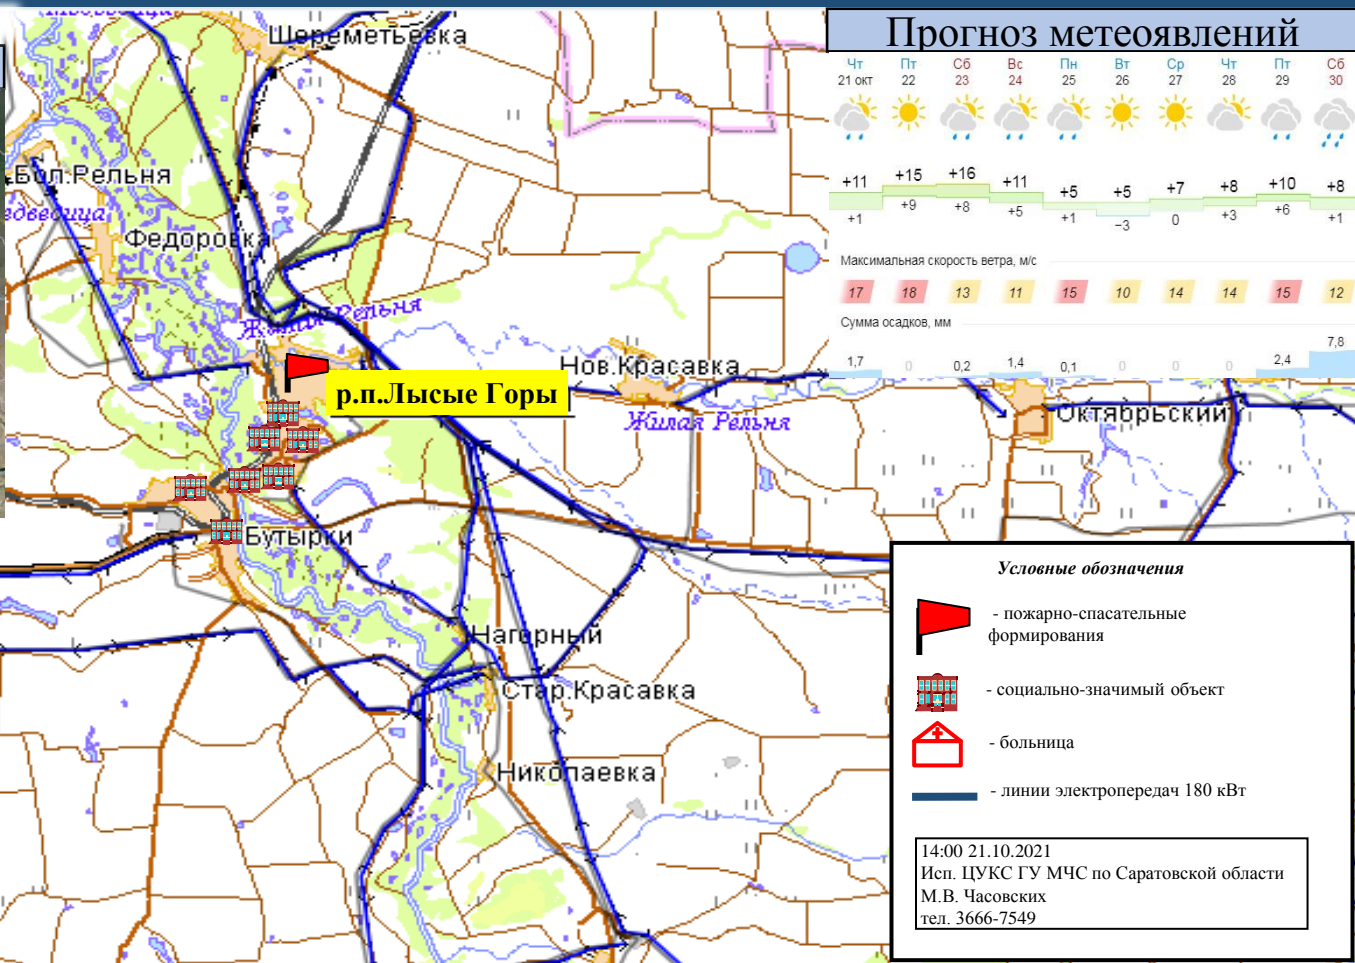 Прогноз метеоявлений
Чт Пт Сб Вс Пн Вт Ср Чт Пт Сб
21 окт 22 23 24 25 26 27 28 29 30
+11 +15 +16 +11 +5 +5 +7 +8 +10 +8
+1 +9 +8 +5 +1 −3 0 +3 +6 +1
Максимальная скорость ветра, м/с
17 18 13 11 15 10 14 14 15 12
Сумма осадков, мм
1,7 0 0,2 1,4 0,1 0 0 0 2,4 7,8
Шереметьевка
Бол.Рельня
Федоровка
Жилая Рельня
р.п.Лысые Горы
Нов.Красавка
Жилая Рельня
Октябрьский
Бутырки
Нагорный
Стар.Красавка
Николаевка
Условные обозначения
- пожарно-спасательные
формирования
- социально-значимый объект
- больница
- линии электропередач 180 кВт
14:00 21.10.2021
Исп. ЦУКС ГУ МЧС по Саратовской области
М.В. Часовских
тел. 3666-7549